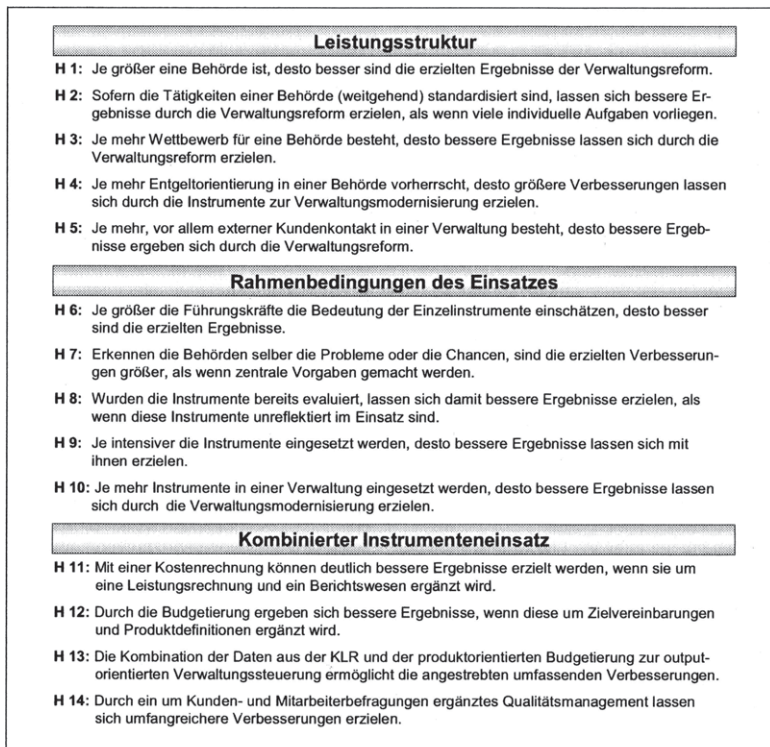 Leistungsstruktur
H 1: Je größer eine Behörde ist, desto besser sind die erzielten Ergebnisse der Verwaltungsreform.
H 2: Sofern die Tätigkeiten einer Behörde (weitgehend) standardisiert sind, lassen sich bessere Er-
gebnisse durch die Verwaltungsreform erzielen, als wenn viele individuelle Aufgaben vorliegen.
H 3: Je mehr Wettbewerb für eine Behörde besteht, desto bessere Ergebnisse lassen sich durch die
Verwaltungsreform erzielen.
H 4: Je mehr Entgeltorientierung in einer Behörde vorherrscht, desto größere Verbesserungen lassen
sich durch die Instrumente zur Verwaltungsmodernisierung erzielen.
H 5: Je mehr, vor allem externer Kundenkontakt in einer Verwaltung besteht, desto bessere Ergeb-
nisse ergeben sich durch die Verwaltungsreform.
Rahmenbedingungen des Einsatzes
H 6: Je größer die Führungskräfte die Bedeutung der Einzelinstrumente einschätzen, desto besser
sind die erzielten Ergebnisse.
H 7: Erkennen die Behörden selber die Probleme oder die Chancen, sind die erzielten Verbesserun-
gen größer, als wenn zentrale Vorgaben gemacht werden.
H 8: Wurden die Instrumente bereits evaluiert, lassen sich damit bessere Ergebnisse erzielen, als
wenn diese Instrumente unreflektiert im Einsatz sind.
H 9: Je intensiver die Instrumente eingesetzt werden, desto bessere Ergebnisse lassen sich mit
ihnen erzielen.
H 10: Je mehr Instrumente in einer Verwaltung eingesetzt werden, desto bessere Ergebnisse lassen
sich durch die Verwaltungsmodernisierung erzielen.
Kombinierter Instrumenteneinsatz
H 11: Mit einer Kostenrechnung können deutlich bessere Ergebnisse erzielt werden, wenn sie um
eine Leistungsrechnung und ein Berichtswesen ergänzt wird.
H 12: Durch die Budgetierung ergeben sich bessere Ergebnisse, wenn diese um Zielvereinbarungen
und Produktdefinitionen ergänzt wird.
H 13: Die Kombination der Daten aus der KLR und der produktorientierten Budgetierung zur output-
orientierten Verwaltungssteuerung ermöglicht die angestrebten umfassenden Verbesserungen.
H 14: Durch ein um Kunden- und Mitarbeiterbefragungen ergänztes Qualitätsmanagement lassen
sich umfangreichere Verbesserungen erzielen.